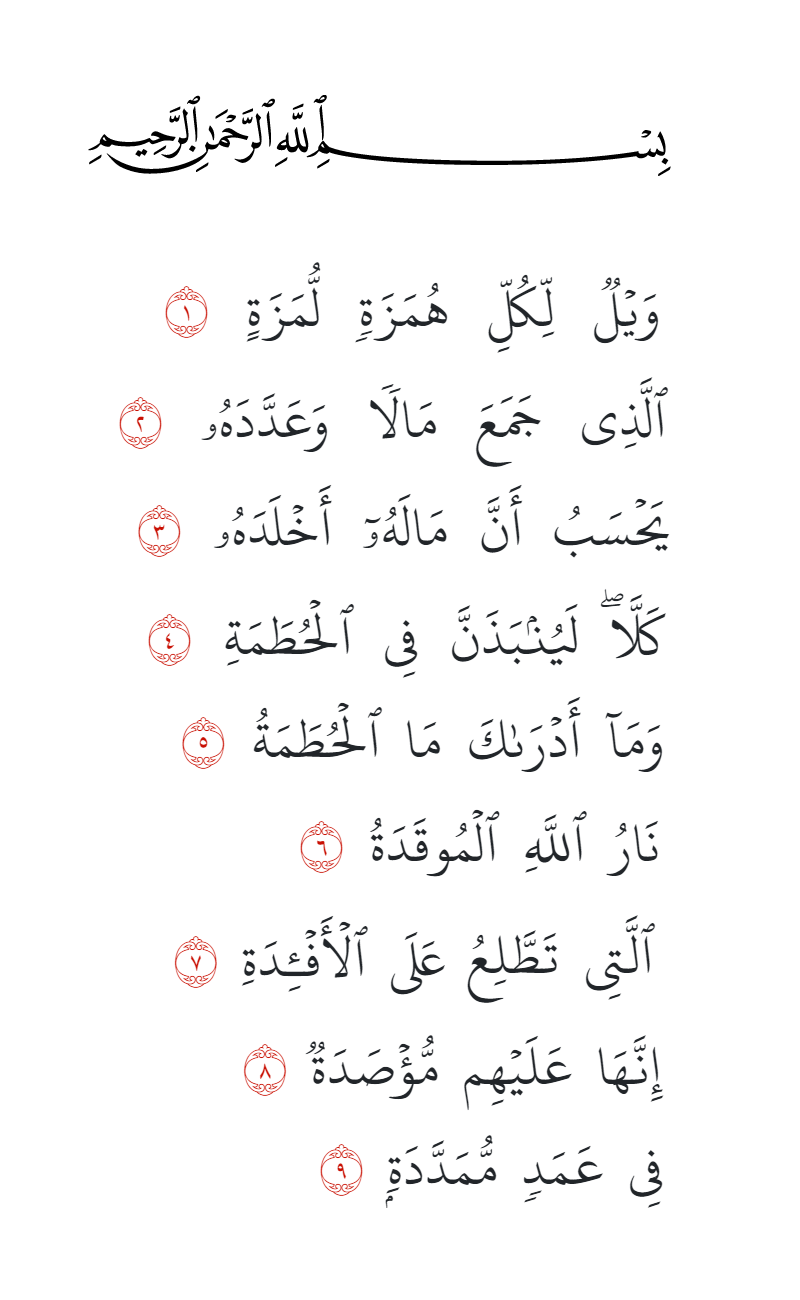 بِسْمِ ٱللَّهِ ٱلرَّحْمَٰنِ ٱلرَّحِيمِ
وَيۡلٞ لِّكُلِّ هُمَزَةٖ لُّمَزَةٍ ١
ٱلَّذِى جَمَعَ مَالٗا وَعَدَّدَهُۥ ٢
يَحۡسَبُ أَنَّ مَالَهُۥٓ أَخۡلَدَهُۥ ٣
كَلَّاۖ لَيُنۢبَذَنَّ فِى ٱلۡحُطَمَةِ ٤
وَمَآ أَدۡرَىٰكَ مَا ٱلۡحُطَمَةُ ٥
نَارُ ٱللَّهِ ٱلۡمُوقَدَةُ ٦
ٱلَّتِى تَطَّلِعُ عَلَى ٱلۡأَفۡـِٔدَةِ ٧
إِنَّهَا عَلَيۡهِم مُّؤۡصَدَةٞ ٨
فِى عَمَدٖ مُّمَدَّدَةِۭ ٩